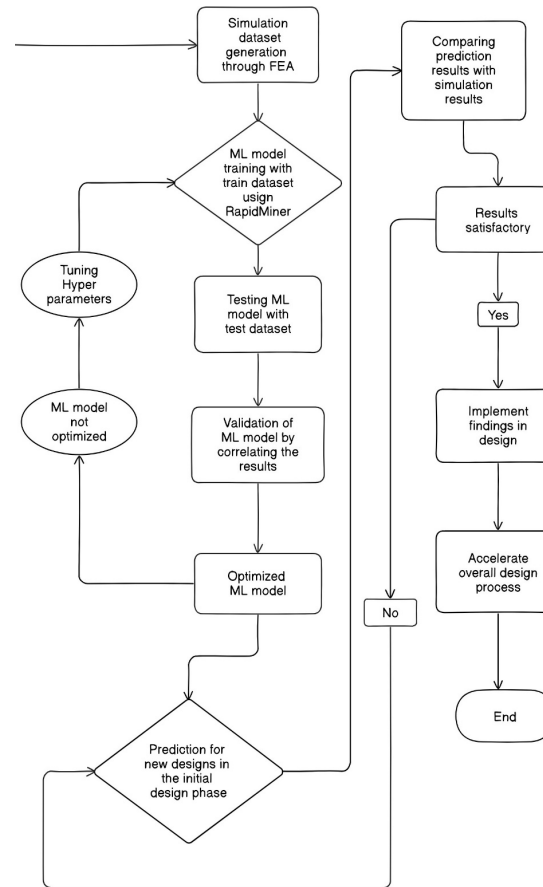 Simulation
dataset
generation
through FEA
ML model
training with
train dataset
usign
RapidMiner
Tuning
Hyper
parameters
Testing ML
model with
test dataset
ML model
not
optimized
Validation of
ML model by
correlating the
results
Optimized
ML model
Prediction for
new designs in
the initial
design phase
Comparing
prediction
results with
simulation
results
Results
satisfactory
Yes
Implement
findings in
design
Accelerate
overall design
process
No
End